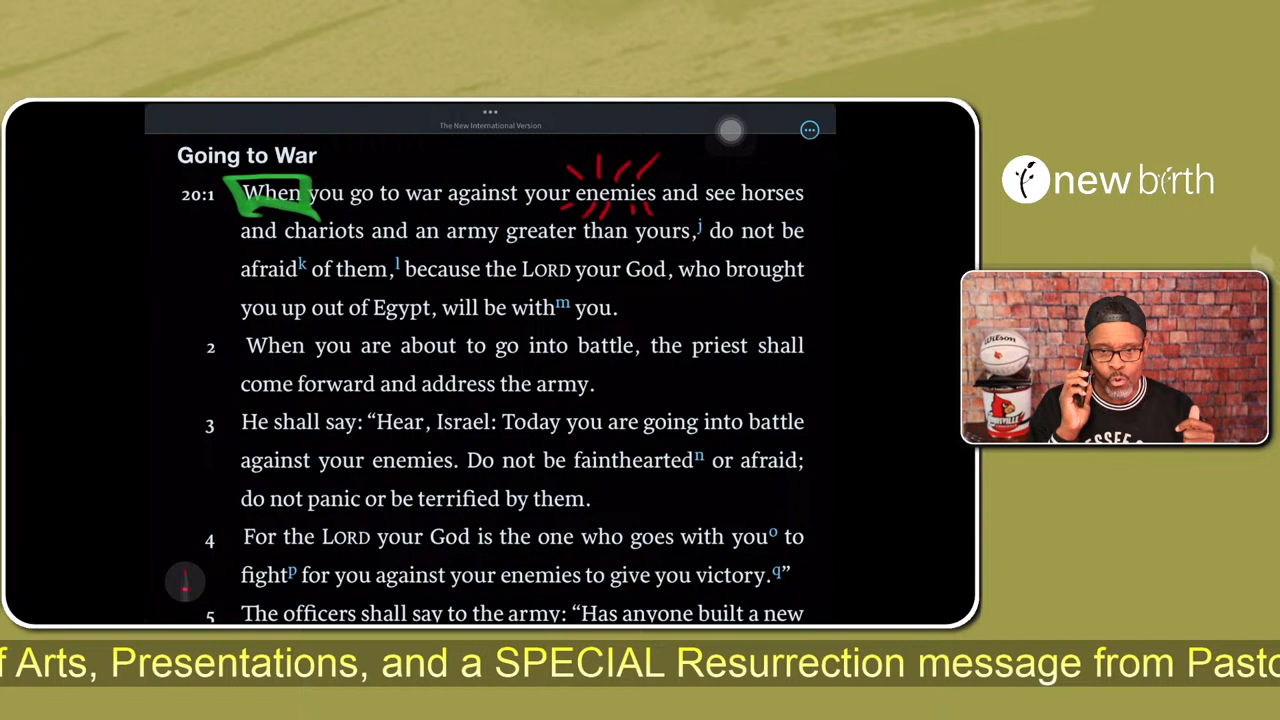 •••
The New International Version
Going to War
20:1 When you go to war against your enemies and see horses
and chariots and an army greater than yours,j do not be
afraidk of them,l because the LORD your God, who brought
you up out of Egypt, will be withm you.
2 When you are about to go into battle, the priest shall
come forward and address the army.
3 He shall say: “Hear, Israel: Today you are going into battle
against your enemies. Do not be faintheartedn or afraid;
do not panic or be terrified by them.
4 For the LORD your God is the one who goes with youo to
fightp for you against your enemies to give you victory.q”
5 The officers shall say to the army: “Has anyone built a new
new birth
Wilson
f Arts, Presentations, and a SPECIAL Resurrection message from Pasto